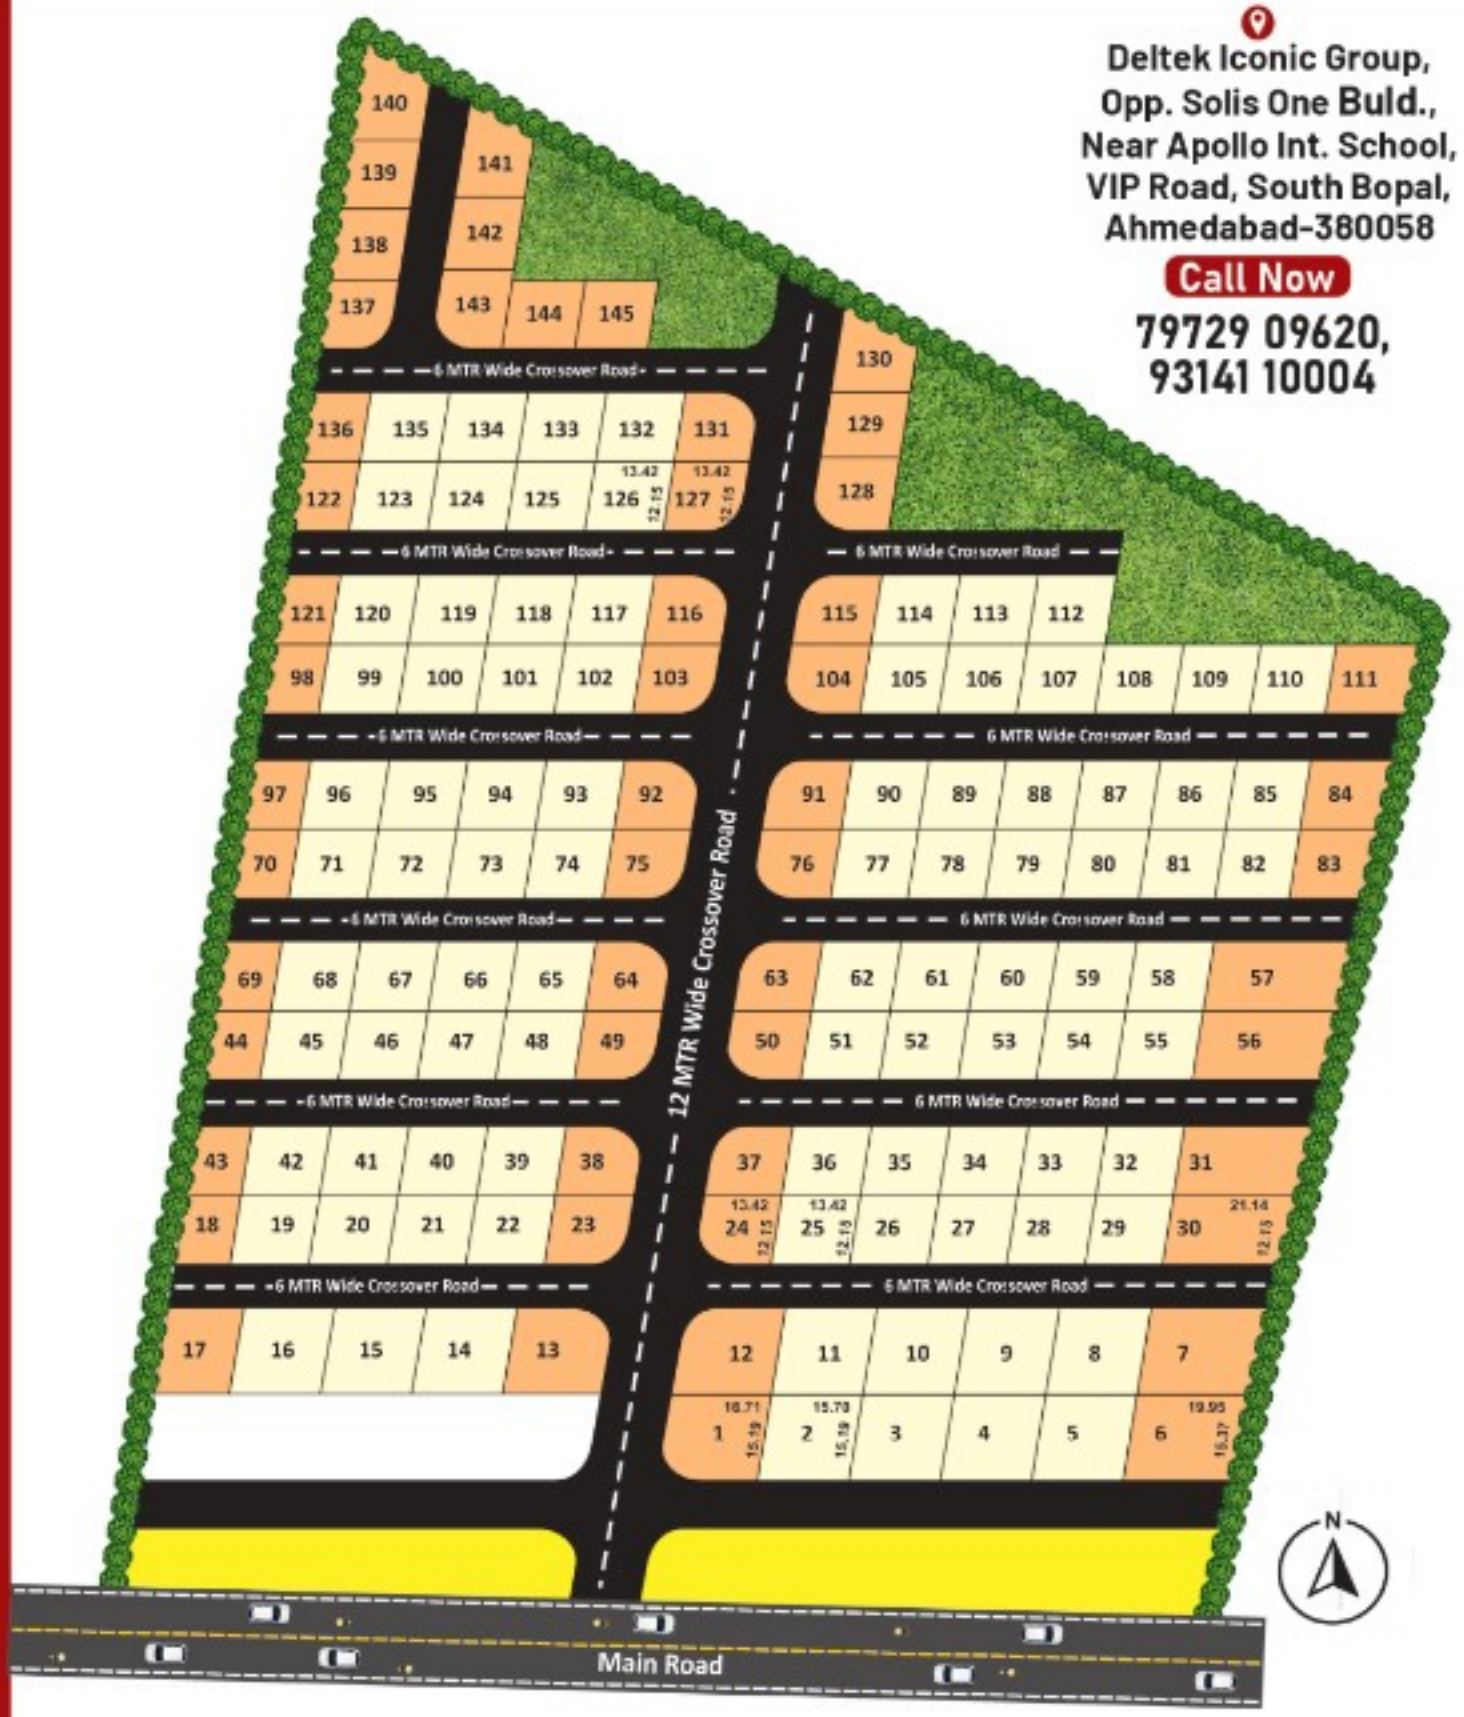 Deltek Iconic Group,
Opp. Solis One Buld.,
Near Apollo Int. School,
VIP Road, South Bopal,
Ahmedabad-380058
Call Now
79729 09620,
93141 10004
140
139
138
137
141
142
143 144 145
6 MTR Wide Crossover Road
130
129
128
136 135 134 133 132 131
13.42 13.42
122 123 124 125 126 12.15 127 12.15
6 MTR Wide Crossover Road 6 MTR Wide Crossover Road
121 120 119 118 117 116 115 114 113 112
98 99 100 101 102 103 104 105 106 107 108 109 110 111
6 MTR Wide Crossover Road 6 MTR Wide Crossover Road
97 96 95 94 93 92 91 90 89 88 87 86 85 84
70 71 72 73 74 75 76 77 78 79 80 81 82 83
12 MTR Wide Crossover Road
6 MTR Wide Crossover Road 6 MTR Wide Crossover Road
69 68 67 66 65 64 63 62 61 60 59 58 57
44 45 46 47 48 49 50 51 52 53 54 55 56
6 MTR Wide Crossover Road 6 MTR Wide Crossover Road
43 42 41 40 39 38 37 36 35 34 33 32 31
13.42 13.42 21.14
18 19 20 21 22 23 24 12.15 25 12.15 26 27 28 29 30 12.15
6 MTR Wide Crossover Road 6 MTR Wide Crossover Road
17 16 15 14 13 12 11 10 9 8 7
16.71 15.70 19.95
1 15.19 2 15.19 3 4 5 6 15.37
N
Main Road